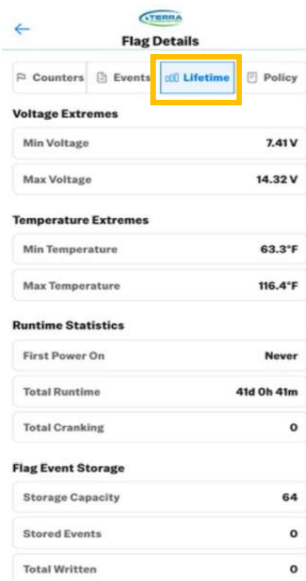 TERRA
Flag Details
Counters Events Lifetime Policy
Voltage Extremes
Min Voltage 7.41 V
Max Voltage 14.32 V
Temperature Extremes
Min Temperature 63.3°F
Max Temperature 116.4°F
Runtime Statistics
First Power On Never
Total Runtime 41d 0h 41m
Total Cranking 0
Flag Event Storage
Storage Capacity 64
Stored Events 0
Total Written 0